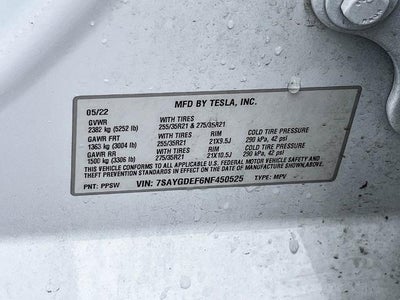 05/22 MFD BY TESLA, INC.
GVWR WITH TIRES
2382 kg (5252 lb) 255/35R21 & 275/35R21
GAWR FRT WITH TIRES RIM COLD TIRE PRESSURE
1363 kg (3004 lb) 255/35R21 21X9.5J 290 kPa, 42 psi
GAWR RR WITH TIRES RIM COLD TIRE PRESSURE
1500 kg (3306 lb) 275/35R21 21X10.5J 290 kPa, 42 psi
THIS VEHICLE CONFORMS TO ALL APPLICABLE U.S. FEDERAL MOTOR VEHICLE SAFETY AND
THEFT PREVENTION STANDARDS IN EFFECT ON THE DATE OF MANUFACTURE SHOWN ABOVE.
PNT: PPSW VIN: 7SAYGDEF6NF450525 TYPE: MPV